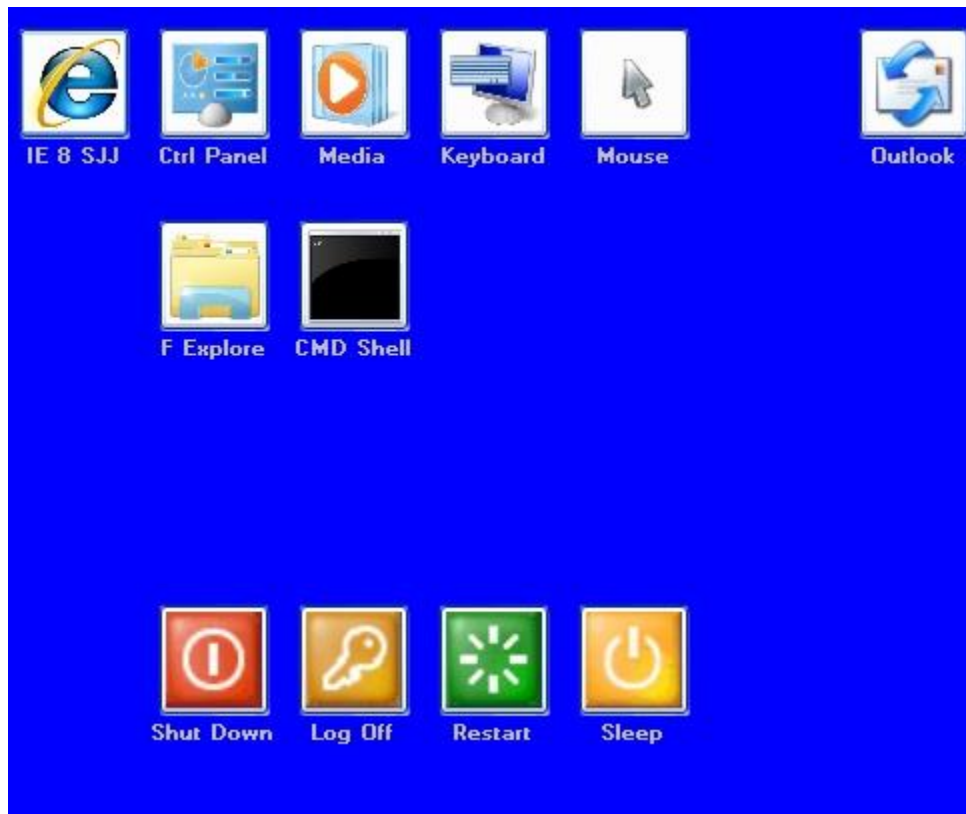 IE 8 SJJ Ctrl Panel Media Keyboard Mouse Outlook
F Explore CMD Shell
Shut Down Log Off Restart Sleep